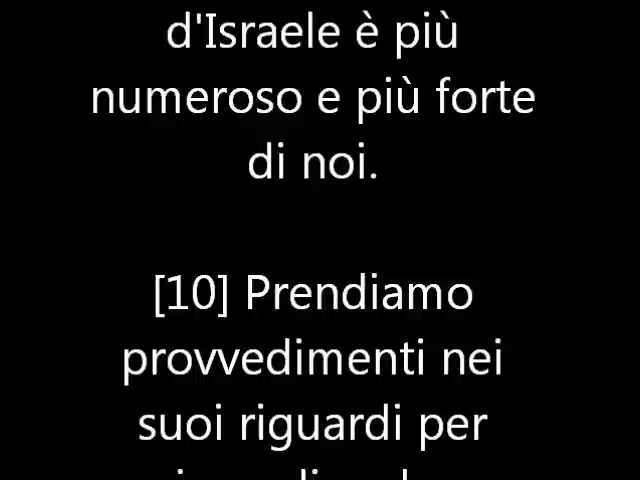 d'Israele è più
numeroso e più forte
di noi.
[10] Prendiamo
provvedimenti nei
suoi riguardi per